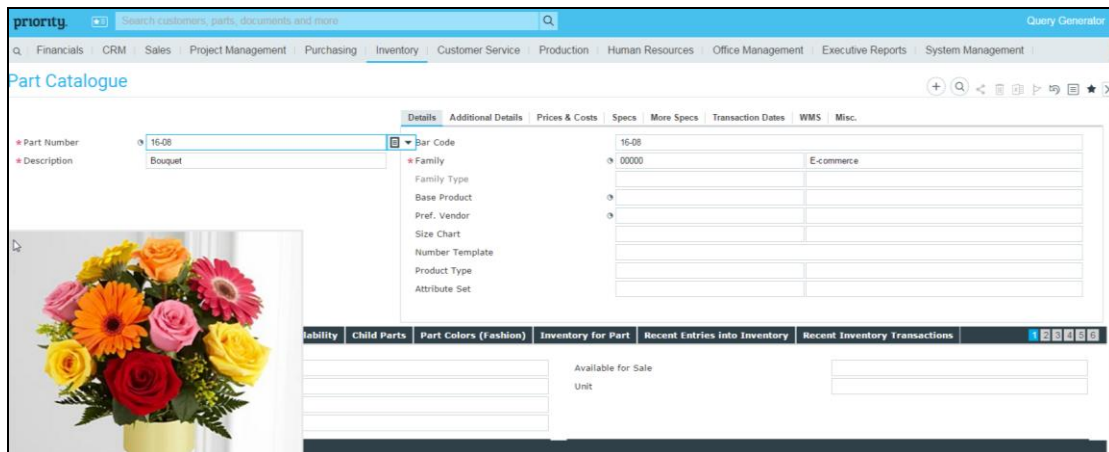 priority. Search customers, parts, documents and more Query Generator
Financials CRM Sales Project Management Purchasing Inventory Customer Service Production Human Resources Office Management Executive Reports System Management
Part Catalogue
Details Additional Details Prices & Costs Specs More Specs Transaction Dates WMS Misc.
* Part Number 16-08 Bar Code 16-08
* Description Bouquet * Family 00000 E-commerce
Family Type
Base Product
Pref. Vendor
Size Chart
Number Template
Product Type
Attribute Set
lability Child Parts Part Colors (Fashion) Inventory for Part Recent Entries into Inventory Recent Inventory Transactions 1 2 3 4 5 6
Available for Sale
Unit